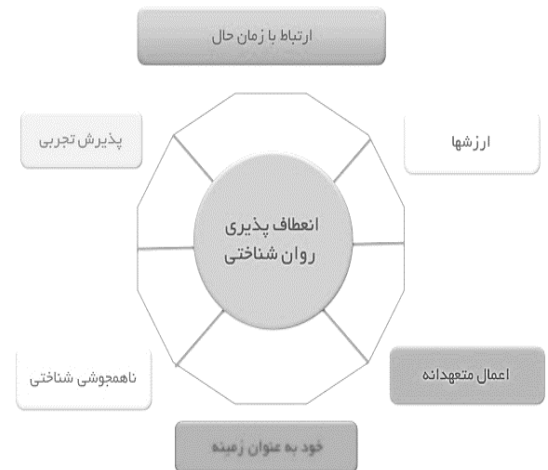 ارتباط با زمان حال
ارزشها
پذیرش تجربی
انعطاف پذیری
روان شناختی
اعمال متعهدانه
ناهمجوشی شناختی
خود به عنوان زمینه